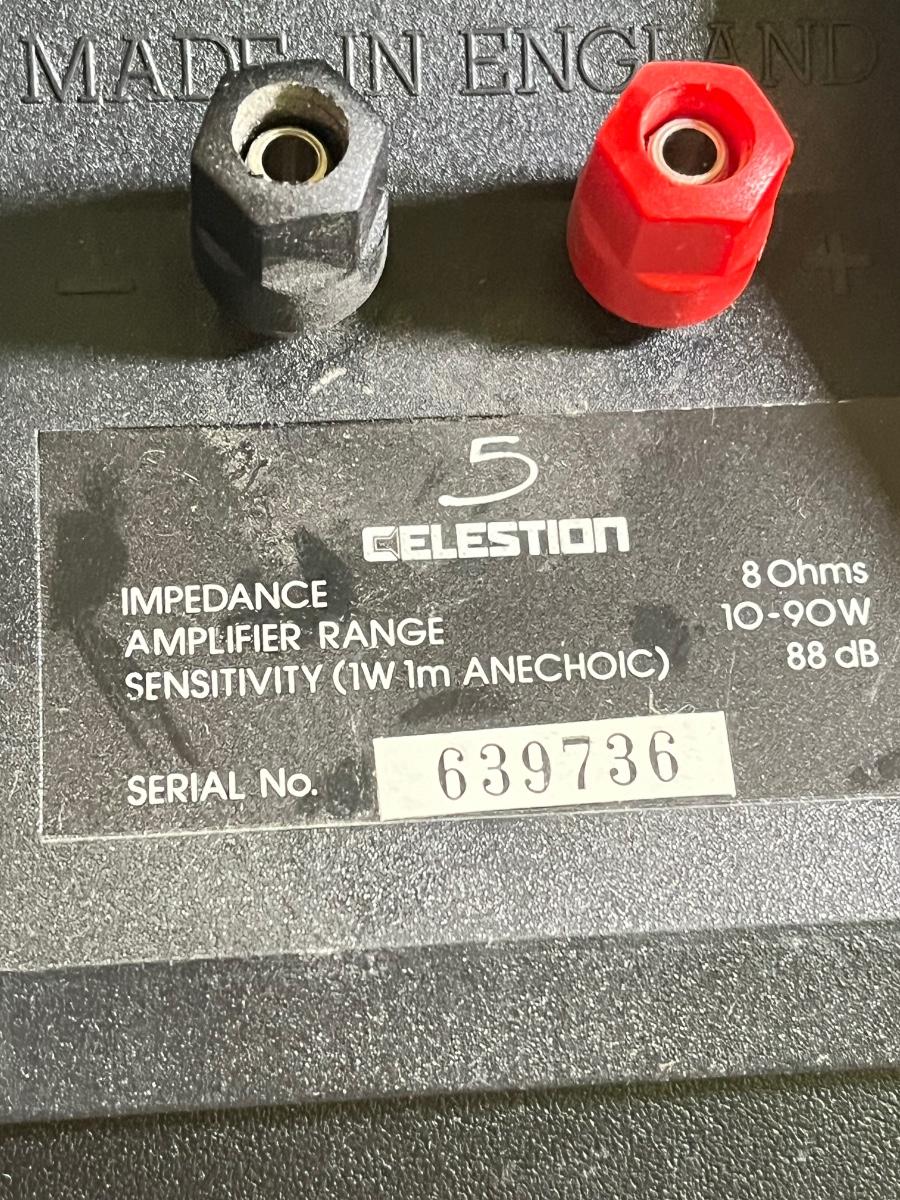 MADE IN ENGLAND
- +
5
CELESTION
IMPEDANCE 8 Ohms
AMPLIFIER RANGE 10-90W
SENSITIVITY (1W 1m ANECHOIC) 88 dB
SERIAL No. 639736